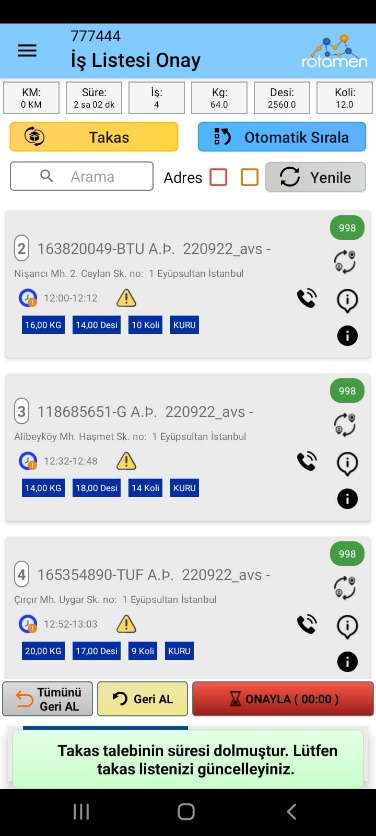 777444
İş Listesi Onay
rotamen
KM:
0 KM
Süre:
2 sa 02 dk
İş:
4
Kg:
64.0
Desi:
2560.0
Koli:
12.0
Takas
Otomatik Sırala
Arama
Adres
Yenile
998
2 163820049-BTU A.Þ. 220922_avs -
Nişancı Mh. 2. Ceylan Sk. no: 1 Eyüpsultan İstanbul
12:00-12:12
16,00 KG 14,00 Desi 10 Koli KURU
998
3 118685651-G A.Þ. 220922_avs -
Alibeyköy Mh. Haşmet Sk. no: 1 Eyüpsultan İstanbul
12:32-12:48
14,00 KG 18,00 Desi 14 Koli KURU
998
4 165354890-TUF A.Þ. 220922_avs -
Çırçır Mh. Uygar Sk. no: 1 Eyüpsultan İstanbul
12:52-13:03
20,00 KG 17,00 Desi 9 Koli KURU
Tümünü
Geri AL
Geri AL
ONAYLA ( 00:00 )
Takas talebinin süresi dolmuştur. Lütfen
takas listenizi güncelleyiniz.